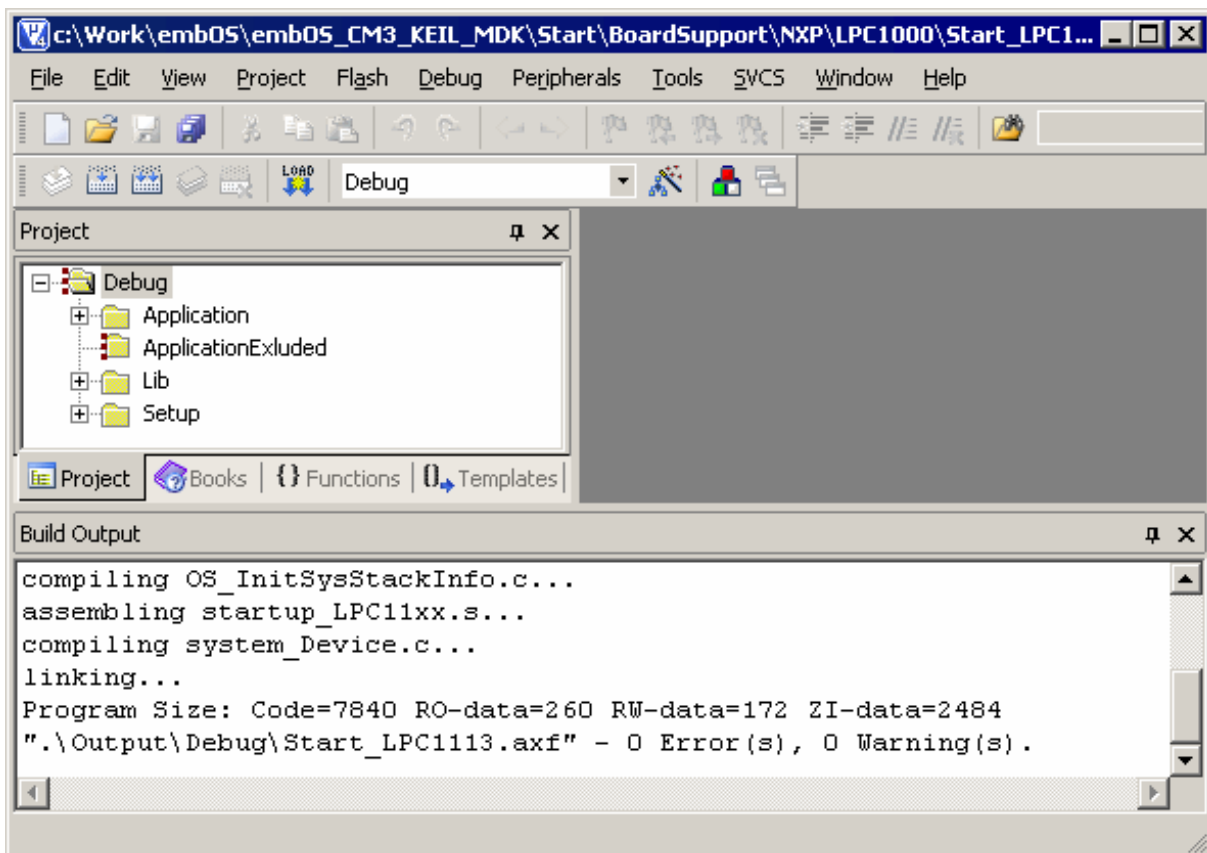 c:\Work\embOS\embOS_CM3_KEIL_MDK\Start\BoardSupport\NXP\LPC1000\Start_LPC1...
File Edit View Project Flash Debug Peripherals Tools SVCS Window Help
LOAD Debug
Project
Debug
Application
ApplicationExluded
Lib
Setup
Project Books {} Functions 0 Templates
Build Output
compiling OS_InitSysStackInfo.c...
assembling startup_LPC11xx.s...
compiling system_Device.c...
linking...
Program Size: Code=7840 RO-data=260 RW-data=172 ZI-data=2484
".\Output\Debug\Start_LPC1113.axf" - 0 Error(s), 0 Warning(s).